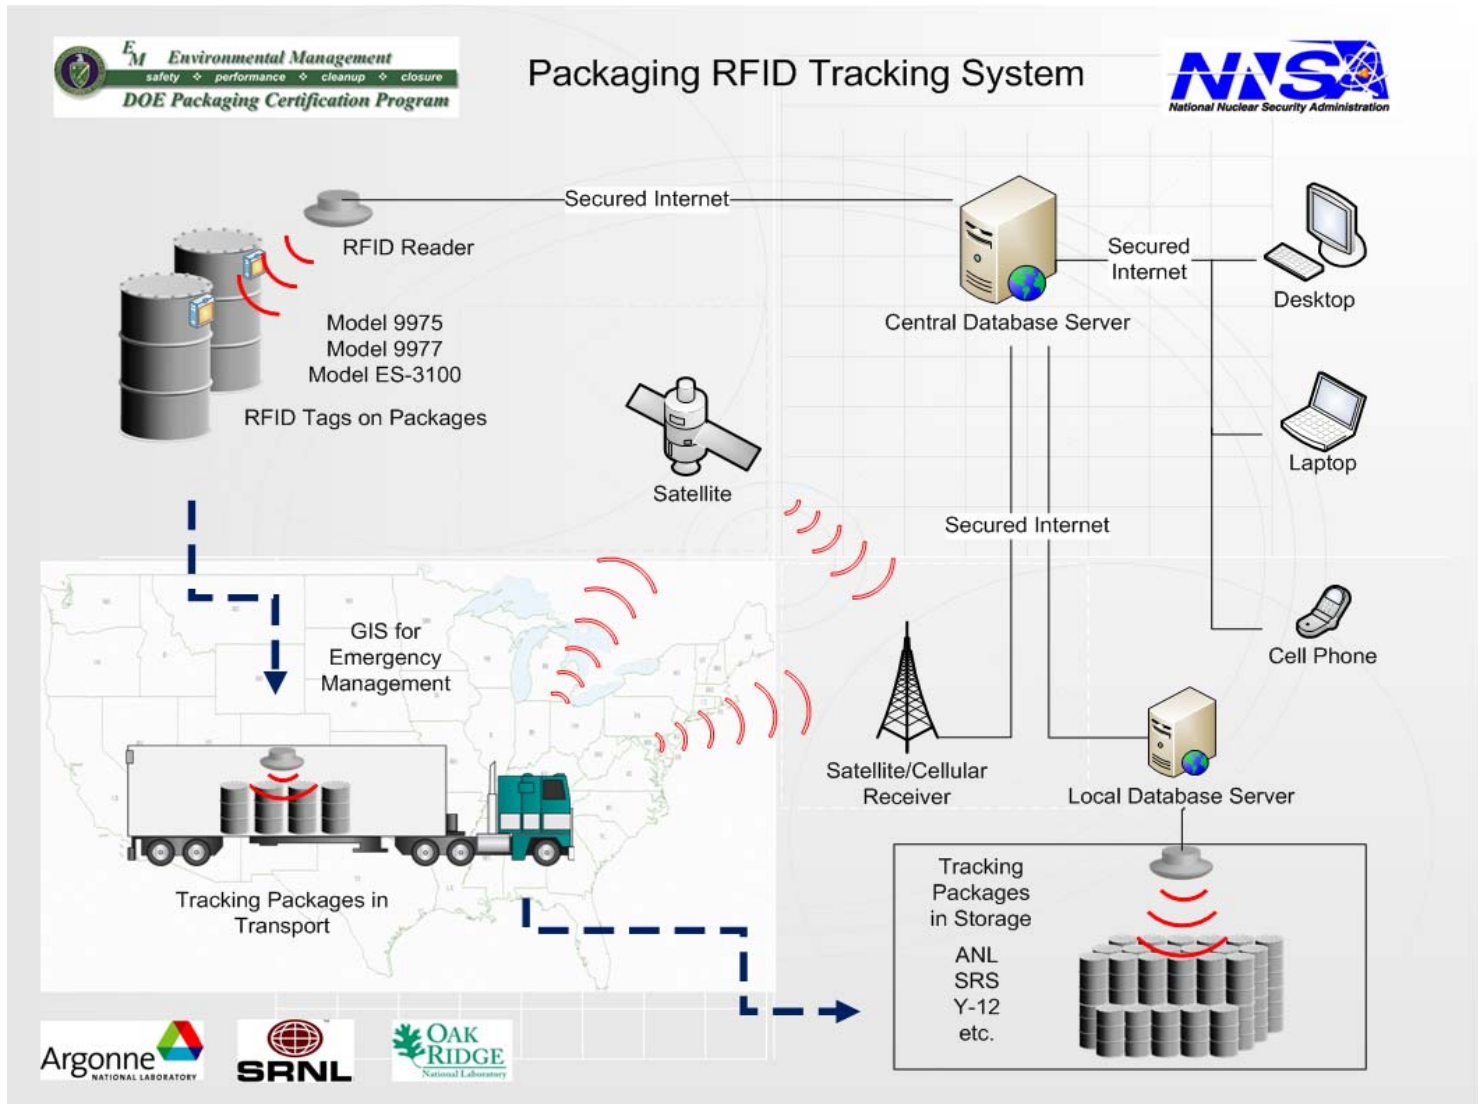 EM Environmental Management
safety ❖ performance ❖ cleanup ❖ closure
DOE Packaging Certification Program
Packaging RFID Tracking System
NNSA
National Nuclear Security Administration
Secured Internet
RFID Reader
Model 9975
Model 9977
Model ES-3100
RFID Tags on Packages
Central Database Server
Secured
Internet
Desktop
Laptop
Cell Phone
Satellite
Secured Internet
GIS for
Emergency
Management
Satellite/Cellular
Receiver
Local Database Server
Tracking Packages in
Transport
Tracking
Packages
in Storage
ANL
SRS
Y-12
etc.
Argonne
NATIONAL LABORATORY
SRNL
OAK
RIDGE
National Laboratory